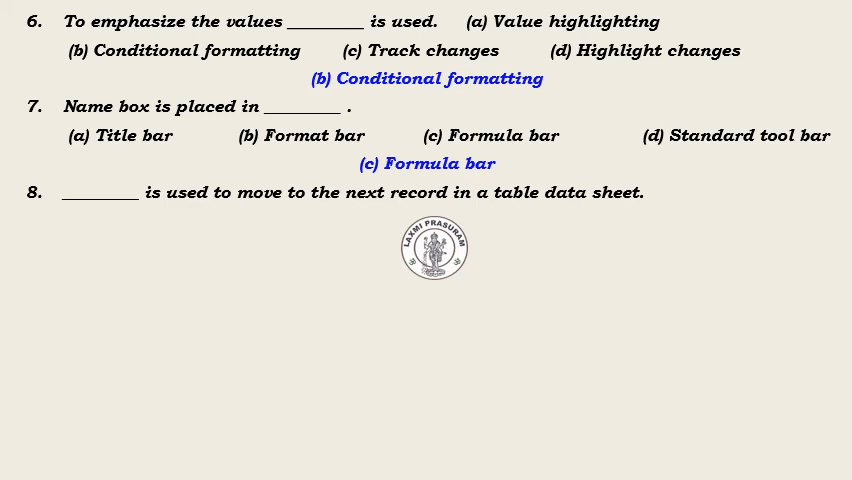 6. To emphasize the values _________ is used. (a) Value highlighting
(b) Conditional formatting (c) Track changes (d) Highlight changes
(b) Conditional formatting
7. Name box is placed in _________ .
(a) Title bar (b) Format bar (c) Formula bar (d) Standard tool bar
(c) Formula bar
8. _________ is used to move to the next record in a table data sheet.
LAXMI PRASURAM